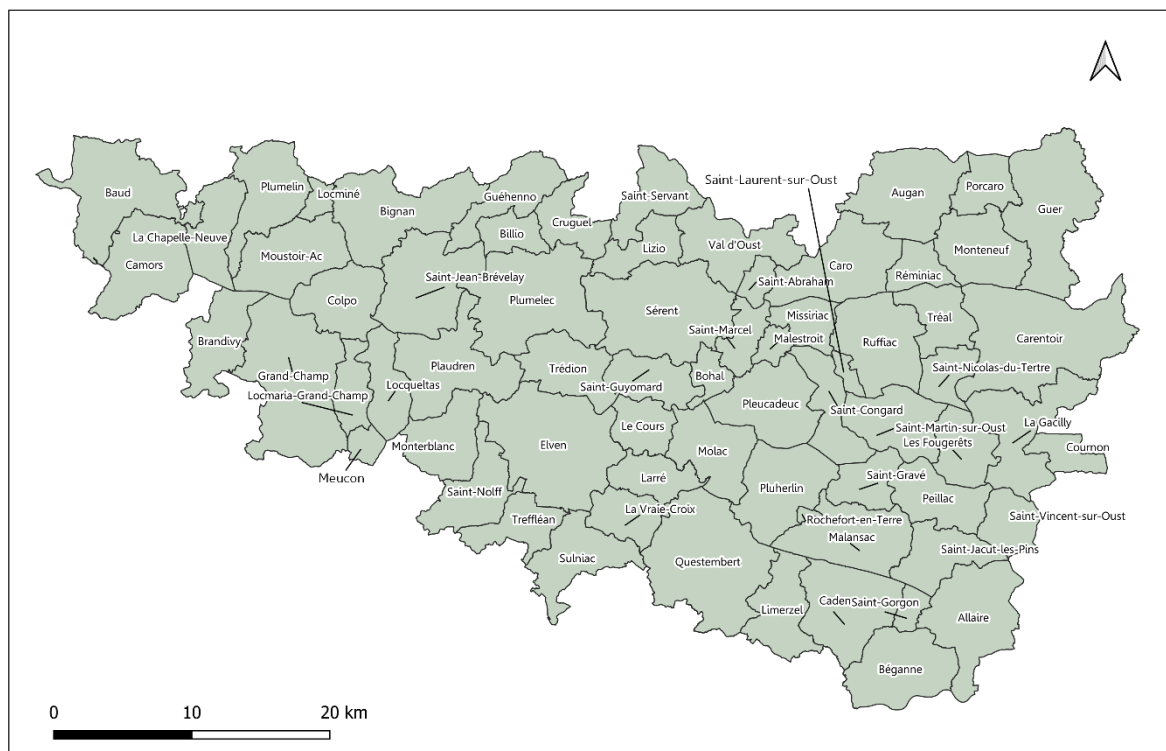 Saint-Laurent-sur-Oust
Baud
Plumelin
Locminé
Guéhenno
Saint-Servant
Augan
Porcaro
Guer
Bignan
Cruguel
Billio
La Chapelle-Neuve
Lizio
Val d'Oust
Monteneuf
Moustoir-Ac
Camors
Caro
Saint-Jean-Brévelay
Réminiac
Saint-Abraham
Colpo
Plumelec
Sérent
Missiriac
Tréal
Saint-Marcel
Malestroit
Brandivy
Ruffiac
Carentoir
Plaudren
Trédion
Saint-Nicolas-du-Tertre
Grand-Champ
Locqueltas
Saint-Guyomard
Bohal
Locmaria-Grand-Champ
Pleucadeuc
Saint-Congard
Le Cours
Saint-Martin-sur-Oust
La Gacilly
Monterblanc
Elven
Molac
Les Fougerêts
Cournon
Meucon
Larré
Pluherlin
Saint-Gravé
Saint-Nolff
Peillac
La Vraie-Croix
Treffléan
Rochefort-en-Terre
Saint-Vincent-sur-Oust
Malansac
Saint-Jacut-les-Pins
Sulniac
Questembert
Limerzel
Caden
Saint-Gorgon
Allaire
Béganne
0 10 20 km